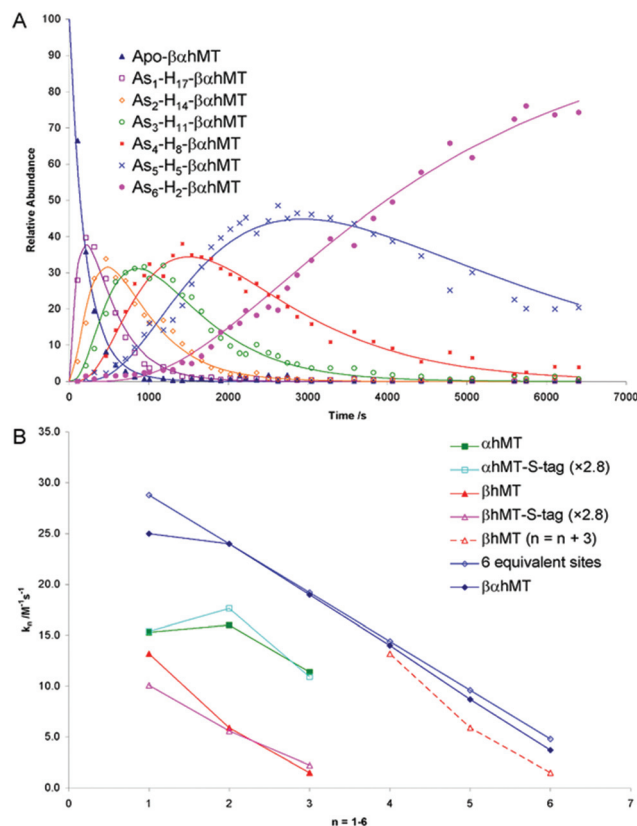 A
100
90
80
70
60
50
40
30
20
10
0
Relative Abundance
Apo-βαhMT
As₁-H₁₇-βαhMT
As₂-H₁₄-βαhMT
As₃-H₁₁-βαhMT
As₄-H₈-βαhMT
As₅-H₅-βαhMT
As₆-H₂-βαhMT
0 1000 2000 3000 4000 5000 6000 7000
Time /s
B
35.0
30.0
25.0
20.0
15.0
10.0
5.0
0.0
kₙ /M⁻¹s⁻¹
αhMT
αhMT-S-tag (×2.8)
βhMT
βhMT-S-tag (×2.8)
βhMT (n = n + 3)
6 equivalent sites
βαhMT
0 1 2 3 4 5 6 7
n = 1-6